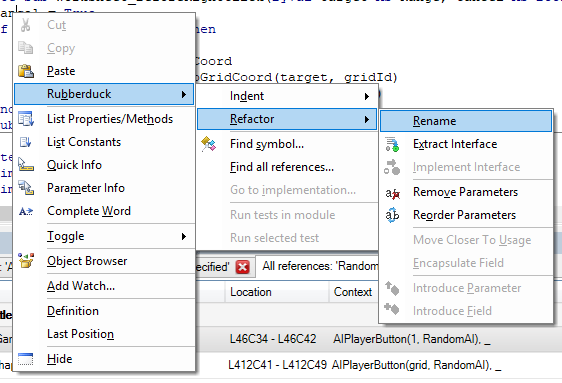 Cut
Copy
Paste
Rubberduck
List Properties/Methods
List Constants
Quick Info
Parameter Info
Complete Word
Toggle
Object Browser
Add Watch...
Definition
Last Position
Hide
Indent
Refactor
Find symbol...
Find all references...
Go to implementation...
Run tests in module
Run selected test
Rename
Extract Interface
Implement Interface
Remove Parameters
Reorder Parameters
Move Closer To Usage
Encapsulate Field
Introduce Parameter
Introduce Field
GridCoord(target, gridId)
All references: 'Random
Location
Context
L46C34 - L46C42
AIPlayerButton(1, RandomAI), _
L412C41 - L412C49
AIPlayerButton(grid, RandomAI), _